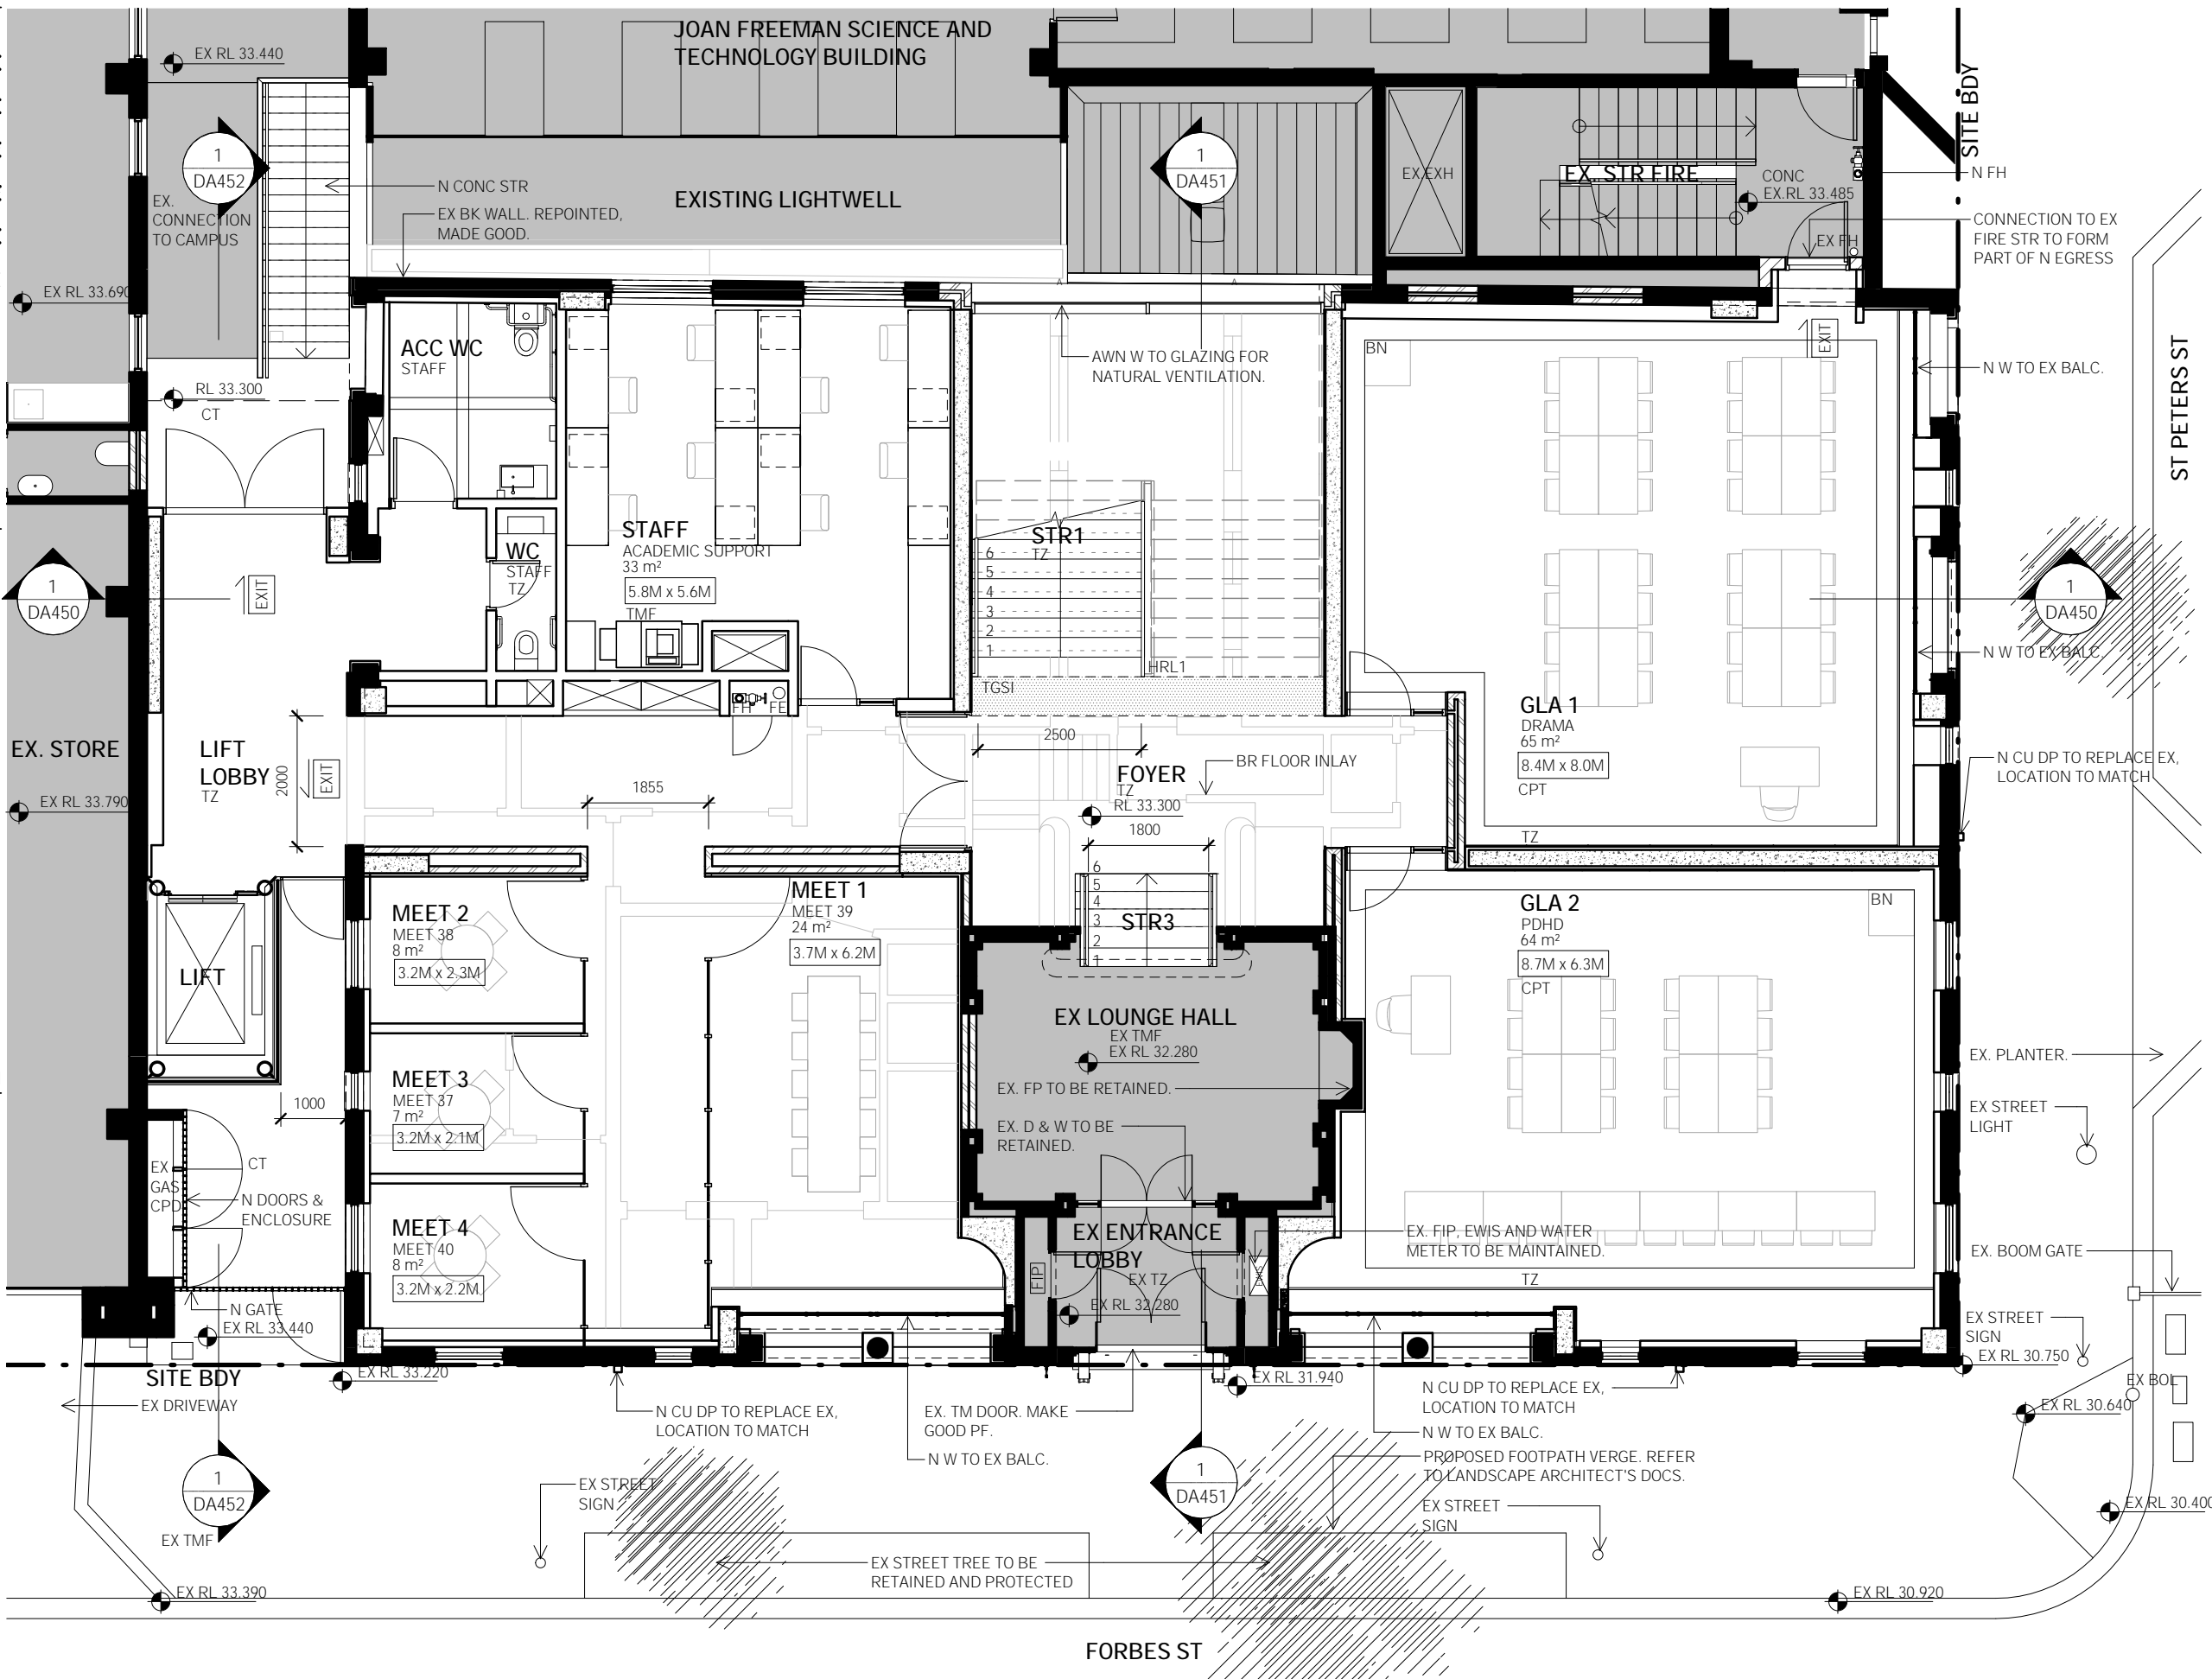 JOAN FREEMAN SCIENCE AND
TECHNOLOGY BUILDING
EX RL 33.440
SITE BDY
1
DA452
EX.
CONNECTION
TO CAMPUS
N CONC STR
EX BK WALL. REPOINTED,
MADE GOOD.
EXISTING LIGHTWELL
1
DA451
EX.EXH
EX. STR FIRE
CONC
EX.RL 33.485
N FH
EX FH
CONNECTION TO EX
FIRE STR TO FORM
PART OF N EGRESS
EX RL 33.690
RL 33.300
CT
ACC WC
STAFF
AWN W TO GLAZING FOR
NATURAL VENTILATION.
BN
EXIT
N W TO EX BALC.
ST PETERS ST
WC
STAFF
TZ
STAFF
ACADEMIC SUPPORT
33 m²
5.8M x 5.6M
TMF
STR1
TZ
6
5
4
3
2
1
HRL1
TGSI
1
DA450
EXIT
1
DA450
N W TO EX BALC.
FH
FE
GLA 1
DRAMA
65 m²
8.4M x 8.0M
CPT
TZ
EX. STORE
EX RL 33.790
LIFT
LOBBY
TZ
2000
EXIT
1855
2500
FOYER
TZ
RL 33.300
1800
BR FLOOR INLAY
N CU DP TO REPLACE EX,
LOCATION TO MATCH
6
5
4
3
2
1
STR3
MEET 2
MEET 38
8 m²
3.2M x 2.3M
MEET 1
MEET 39
24 m²
3.7M x 6.2M
GLA 2
PDHD
64 m²
8.7M x 6.3M
CPT
BN
LIFT
EX LOUNGE HALL
EX TMF
EX RL 32.280
EX. FP TO BE RETAINED.
EX. D & W TO BE
RETAINED.
EX. PLANTER.
MEET 3
MEET 37
7 m²
3.2M x 2.1M
1000
EX STREET
LIGHT
EX
GAS
CPD
CT
N DOORS &
ENCLOSURE
MEET 4
MEET 40
8 m²
3.2M x 2.2M
EX ENTRANCE
LOBBY
EX TZ
EX RL 32.280
FIP
EX. FIP, EWIS AND WATER
METER TO BE MAINTAINED.
TZ
EX. BOOM GATE
N GATE
EX RL 33.440
EX STREET
SIGN
EX RL 30.750
SITE BDY
EX RL 33.220
EX RL 31.940
EX BOL
EX RL 30.640
EX DRIVEWAY
N CU DP TO REPLACE EX,
LOCATION TO MATCH
EX. TM DOOR. MAKE
GOOD PF.
N CU DP TO REPLACE EX,
LOCATION TO MATCH
N W TO EX BALC.
N W TO EX BALC.
PROPOSED FOOTPATH VERGE. REFER
TO LANDSCAPE ARCHITECT'S DOCS.
1
DA452
EX STREET
SIGN
1
DA451
EX STREET
SIGN
EX RL 30.400
EX TMF
EX STREET TREE TO BE
RETAINED AND PROTECTED
EX RL 33.390
EX RL 30.920
FORBES ST